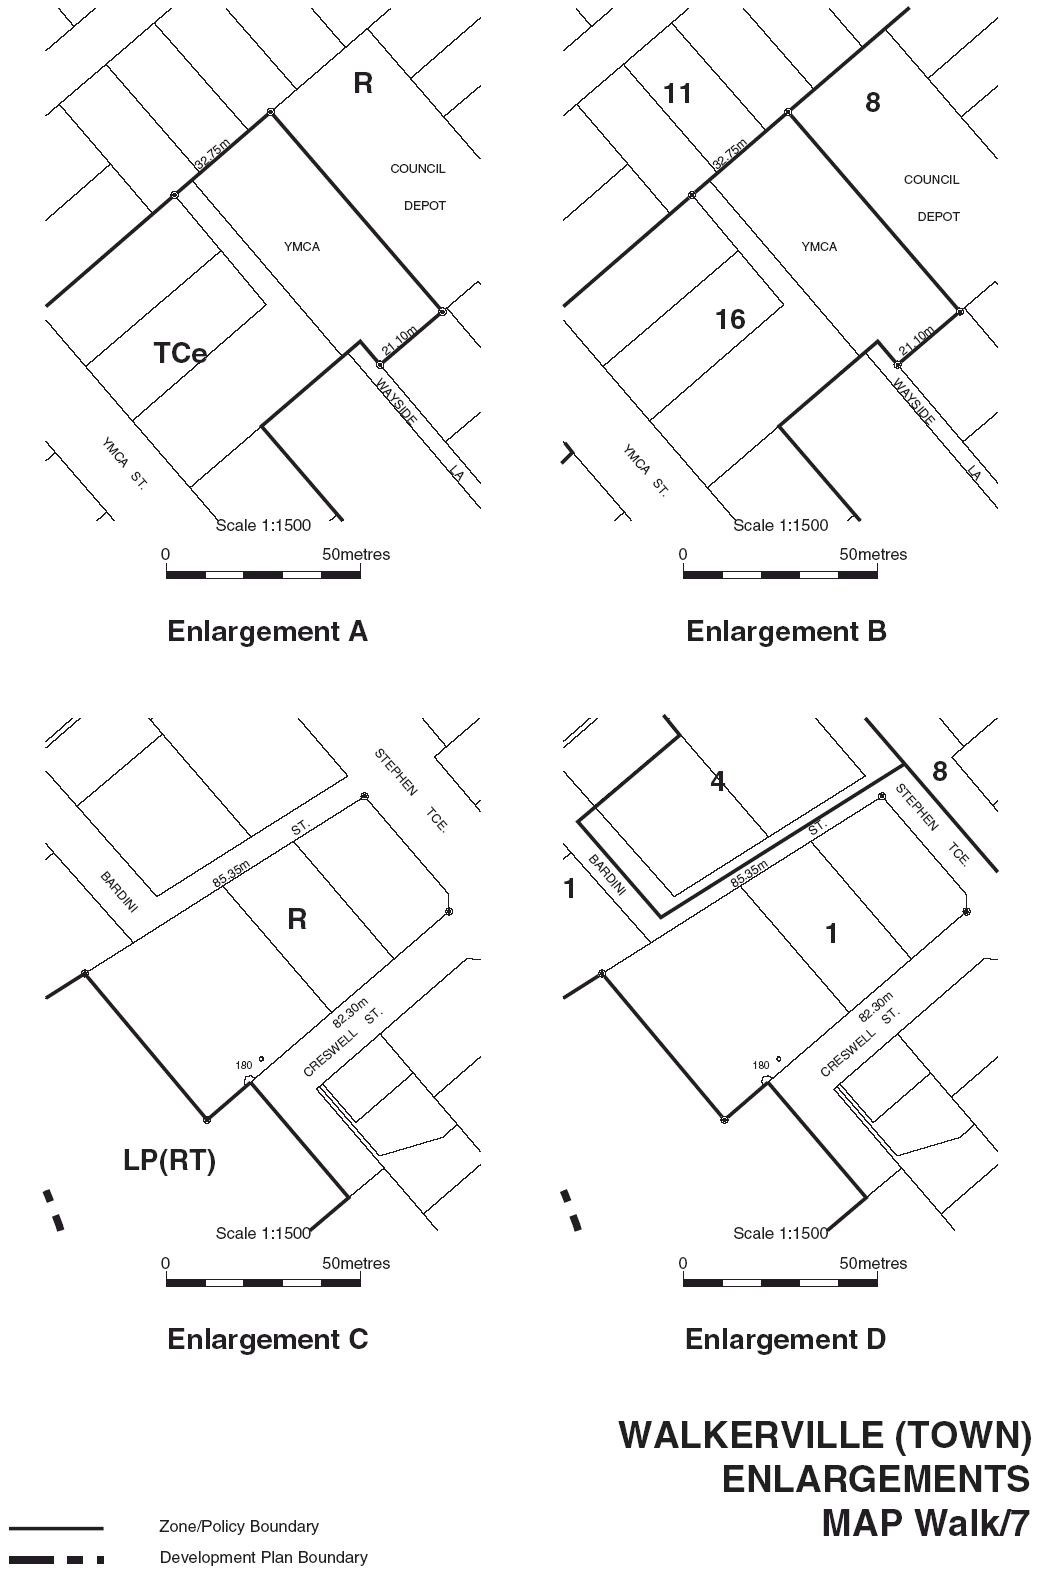 R
32.75m
COUNCIL
DEPOT
YMCA
TCe
21.10m
WAYSIDE
LA
YMCA ST.
Scale 1:1500
0 50metres
Enlargement A
11
8
32.75m
COUNCIL
DEPOT
YMCA
16
21.10m
WAYSIDE
LA
YMCA ST.
Scale 1:1500
0 50metres
Enlargement B
STEPHEN TCE.
ST.
85.35m
BARDINI
R
82.30m
CRESWELL ST.
180
LP(RT)
Scale 1:1500
0 50metres
Enlargement C
4
8
STEPHEN TCE.
ST.
85.35m
BARDINI
1
1
82.30m
CRESWELL ST.
180
Scale 1:1500
0 50metres
Enlargement D
WALKERVILLE (TOWN)
ENLARGEMENTS
MAP Walk/7
Zone/Policy Boundary
Development Plan Boundary